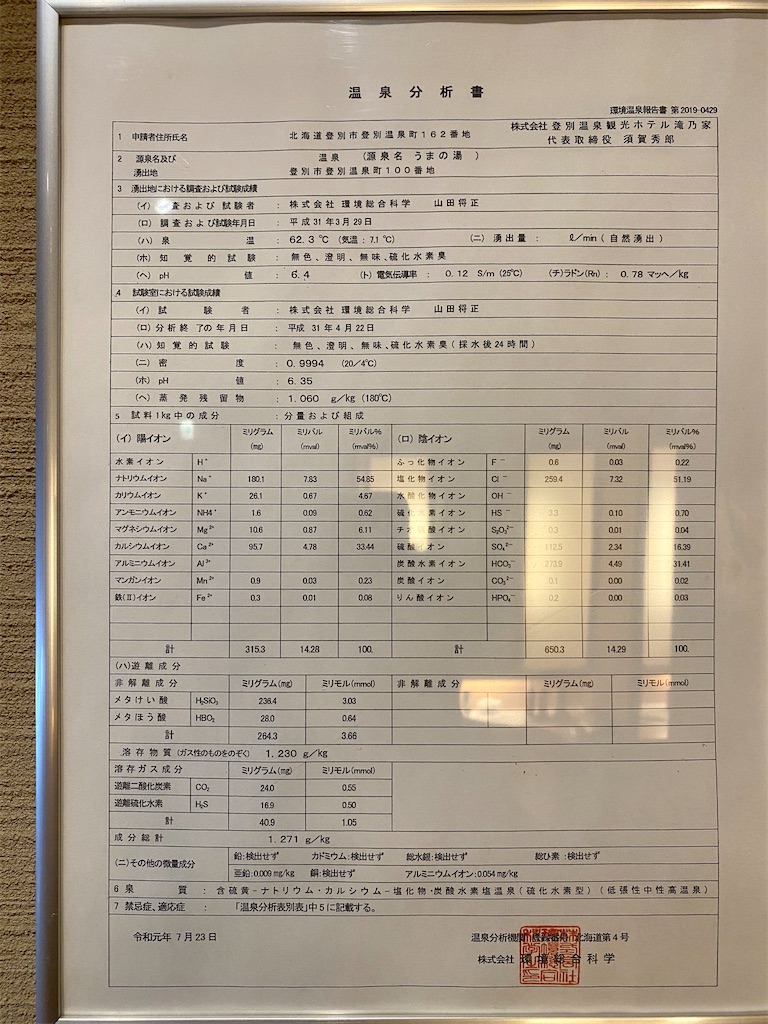 温泉分析書
環境温泉報告書 第2019-0429
1 申請者住所氏名 北海道登別市登別温泉町162番地 株式会社 登別温泉観光ホテル滝乃家
代表取締役 須賀秀郎
2 源泉名及び 温泉 (源泉名 うまの湯 )
湧出地 登別市登別温泉町100番地
3 湧出地における調査および試験成績
(イ) 査および試験者 : 株式会社 環境総合科学 山田将正
(ロ) 調査および試験年月日 : 平成31年3月29日
(ハ) 泉温 : 62.3℃ (気温:7.1℃) (ニ) 湧出量 : ℓ/min (自然湧出)
(ホ) 知覚的試験 : 無色、澄明、無味、硫化水素臭
(ヘ) pH値 : 6.4 (ト) 電気伝導率 : 0.12 S/m (25℃) (チ) ラドン(Rn) : 0.78 マッヘ/kg
4 試験室における試験成績
(イ) 試験者 : 株式会社 環境総合科学 山田将正
(ロ) 分析終了の年月日 : 平成 31年4月22日
(ハ) 知覚的試験 : 無色、澄明、無味、硫化水素臭 (採水後24時間)
(ニ) 密度 : 0.9994 (20/4℃)
(ホ) pH値 : 6.35
(ヘ) 蒸発残留物 : 1.060 g/kg (180℃)
5 試料1kg中の成分 : 分量および組成
(イ) 陽イオン ミリグラム(mg) ミリバル(mval) ミリバル%(mval%) (ロ) 陰イオン ミリグラム(mg) ミリバル(mval) ミリバル%(mval%)
水素イオン H⁺ ふっ化物イオン F⁻ 0.6 0.03 0.22
ナトリウムイオン Na⁺ 180.1 7.83 54.85 塩化物イオン Cl⁻ 259.4 7.32 51.19
カリウムイオン K⁺ 26.1 0.67 4.67 水酸化物イオン OH⁻
アンモニウムイオン NH4⁺ 1.6 0.09 0.62 硫化水素イオン HS⁻ 3.3 0.10 0.70
マグネシウムイオン Mg²⁺ 10.6 0.87 6.11 チオ硫酸イオン S₂O₃²⁻ 0.3 0.01 0.04
カルシウムイオン Ca²⁺ 95.7 4.78 33.44 硫酸イオン SO₄²⁻ 112.5 2.34 16.39
アルミニウムイオン Al³⁺ 炭酸水素イオン HCO₃⁻ 273.9 4.49 31.41
マンガンイオン Mn²⁺ 0.9 0.03 0.23 炭酸イオン CO₃²⁻ 0.1 0.00 0.02
鉄(Ⅱ)イオン Fe²⁺ 0.3 0.01 0.08 りん酸イオン HPO₄⁻ 0.2 0.00 0.03
計 315.3 14.28 100. 計 650.3 14.29 100.
(ハ) 遊離成分
非解離成分 ミリグラム(mg) ミリモル(mmol) 非解離成分 ミリグラム(mg) ミリモル(mmol)
メタけい酸 H₂SiO₃ 236.4 3.03
メタほう酸 HBO₂ 28.0 0.64
計 264.3 3.66
溶存物質 (ガス性のものをのぞく) 1.230 g/kg
溶存ガス成分 ミリグラム(mg) ミリモル(mmol)
遊離二酸化炭素 CO₂ 24.0 0.55
遊離硫化水素 H₂S 16.9 0.50
計 40.9 1.05
成分総計 1.271 g/kg
(ニ) その他の微量成分 鉛:検出せず カドミウム:検出せず 総水銀:検出せず 総ひ素 :検出せず
亜鉛:0.009 mg/kg 銅:検出せず アルミニウムイオン:0.054 mg/kg
6 泉質 : 含硫黄-ナトリウム・カルシウム-塩化物・炭酸水素塩温泉 (硫化水素型) (低張性中性高温泉)
7 禁忌症、適応症 : 「温泉分析表別表」中5に記載する。
令和元年7月23日
温泉分析機関 登録番号 北海道第4号
株式会社 環境総合科学